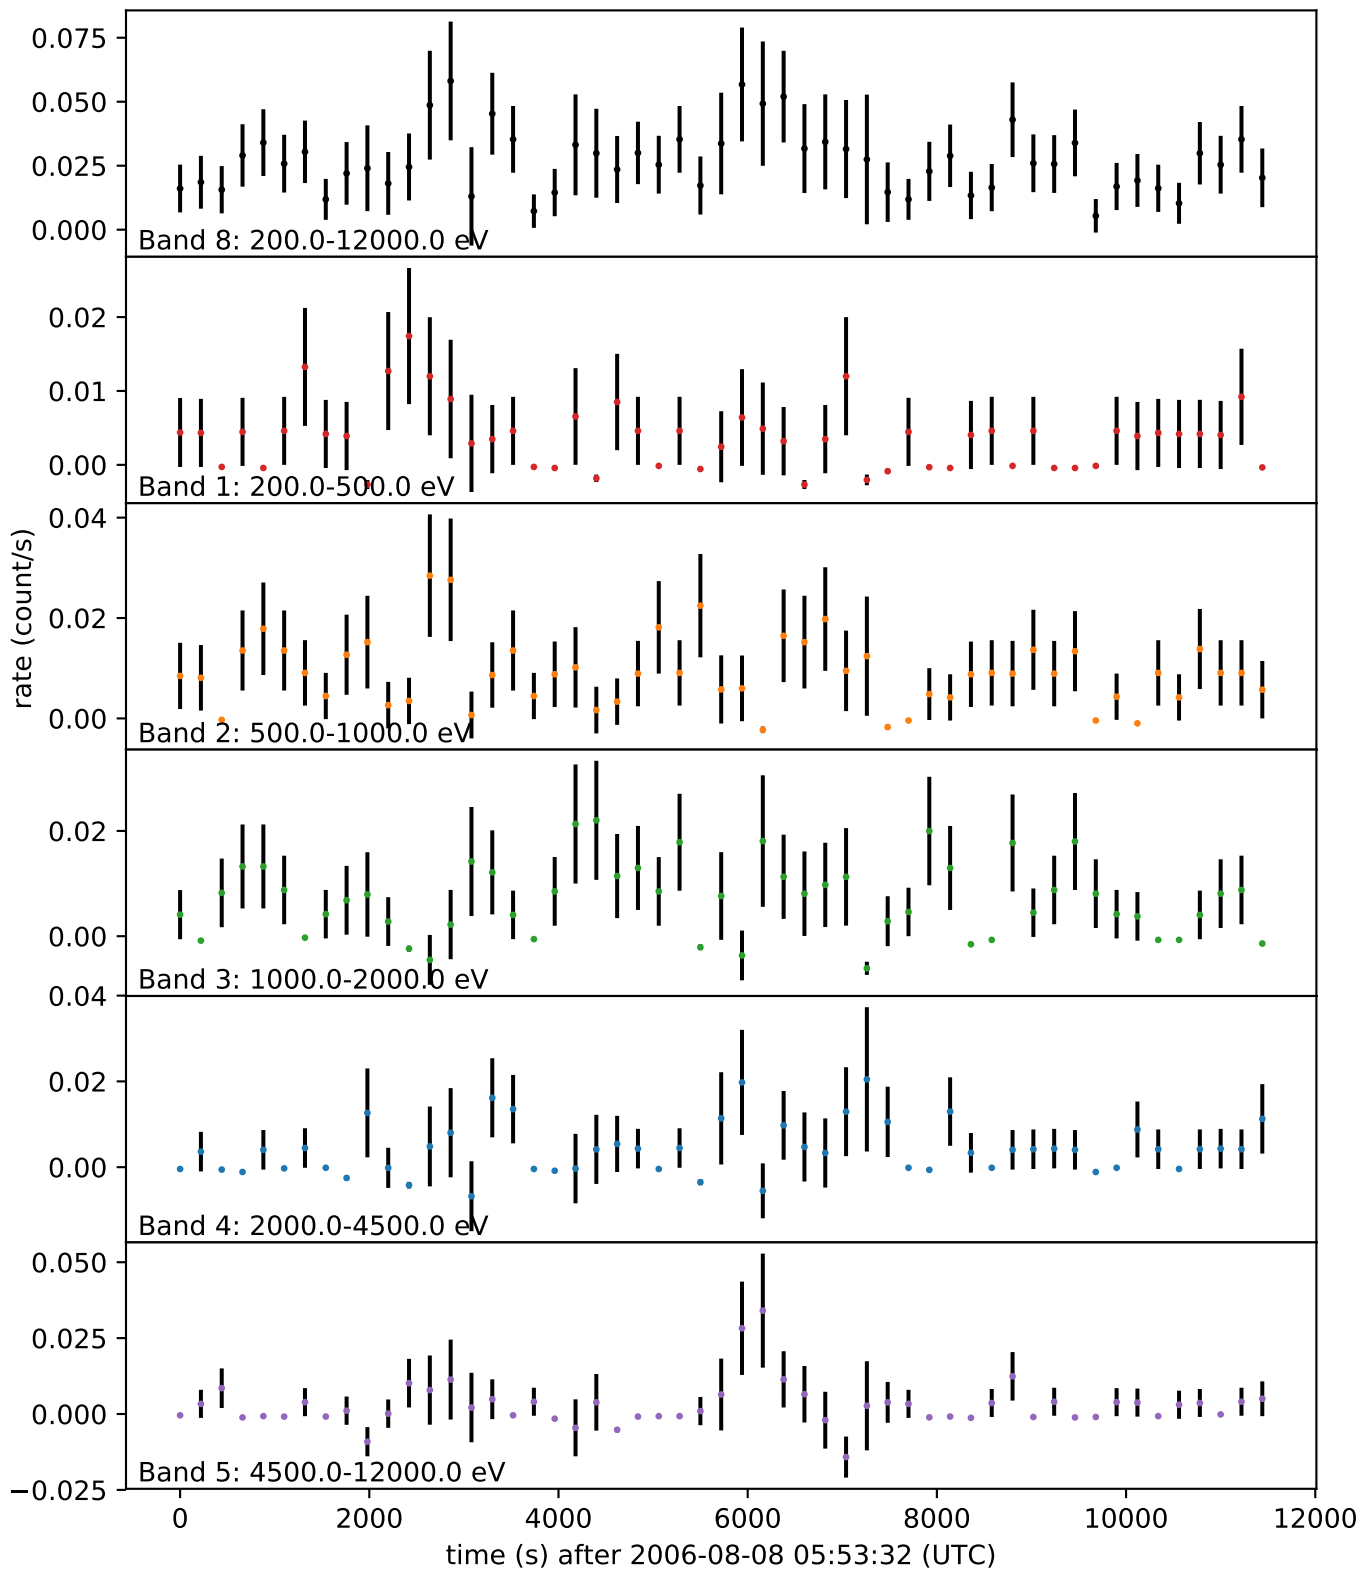 0.075
0.050
0.025
0.000
Band 8: 200.0-12000.0 eV
0.02
0.01
0.00
Band 1: 200.0-500.0 eV
0.04
0.02
0.00
Band 2: 500.0-1000.0 eV
rate (count/s)
0.02
0.00
Band 3: 1000.0-2000.0 eV
0.04
0.02
0.00
Band 4: 2000.0-4500.0 eV
0.050
0.025
0.000
−0.025
Band 5: 4500.0-12000.0 eV
0 2000 4000 6000 8000 10000 12000
time (s) after 2006-08-08 05:53:32 (UTC)